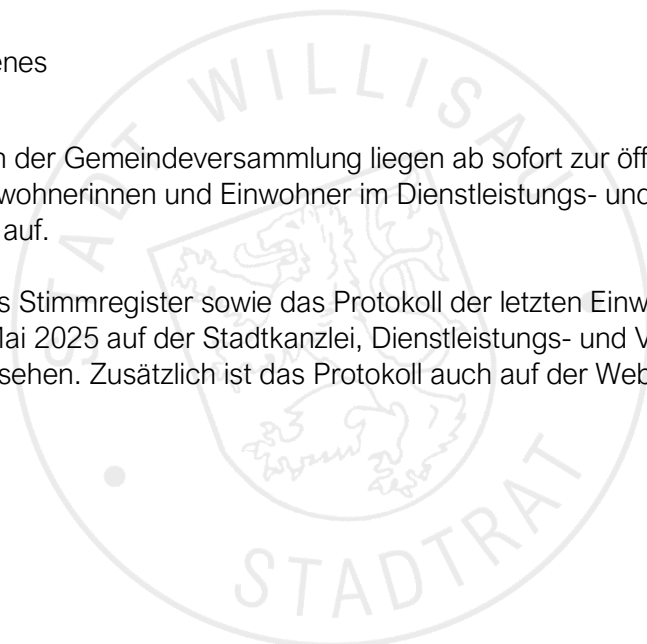 enes
n der Gemeindeversammlung liegen ab sofort zur öff
wohnerinnen und Einwohner im Dienstleistungs- und
auf.
s Stimmregister sowie das Protokoll der letzten Einw
Mai 2025 auf der Stadtkanzlei, Dienstleistungs- und V
sehen. Zusätzlich ist das Protokoll auch auf der Web
STADT WILLISAU
STADTRAT